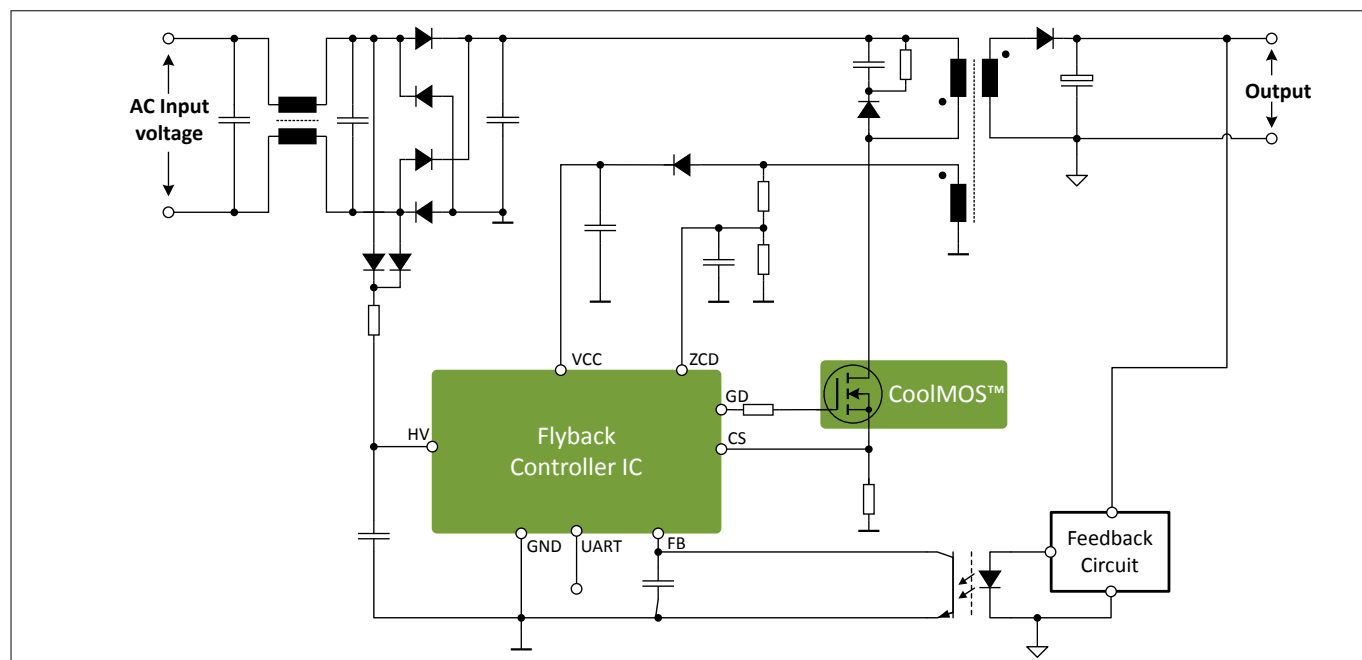 AC Input
voltage
Output
VCC
ZCD
GD
CoolMOS™
HV
Flyback
Controller IC
CS
GND
UART
FB
Feedback
Circuit